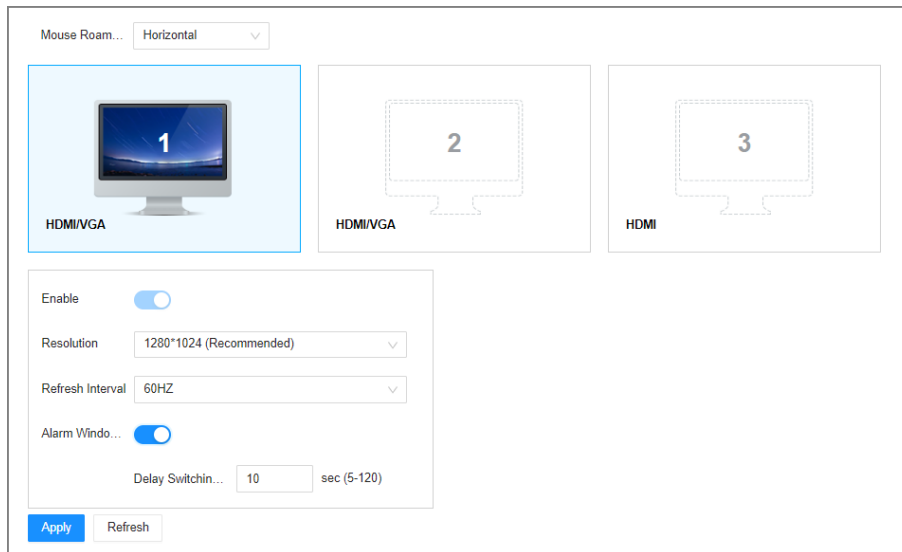 Mouse Roam... Horizontal
1
2
3
HDMI/VGA
HDMI/VGA
HDMI
Enable
Resolution 1280*1024 (Recommended)
Refresh Interval 60HZ
Alarm Windo...
Delay Switchin... 10 sec (5-120)
Apply Refresh